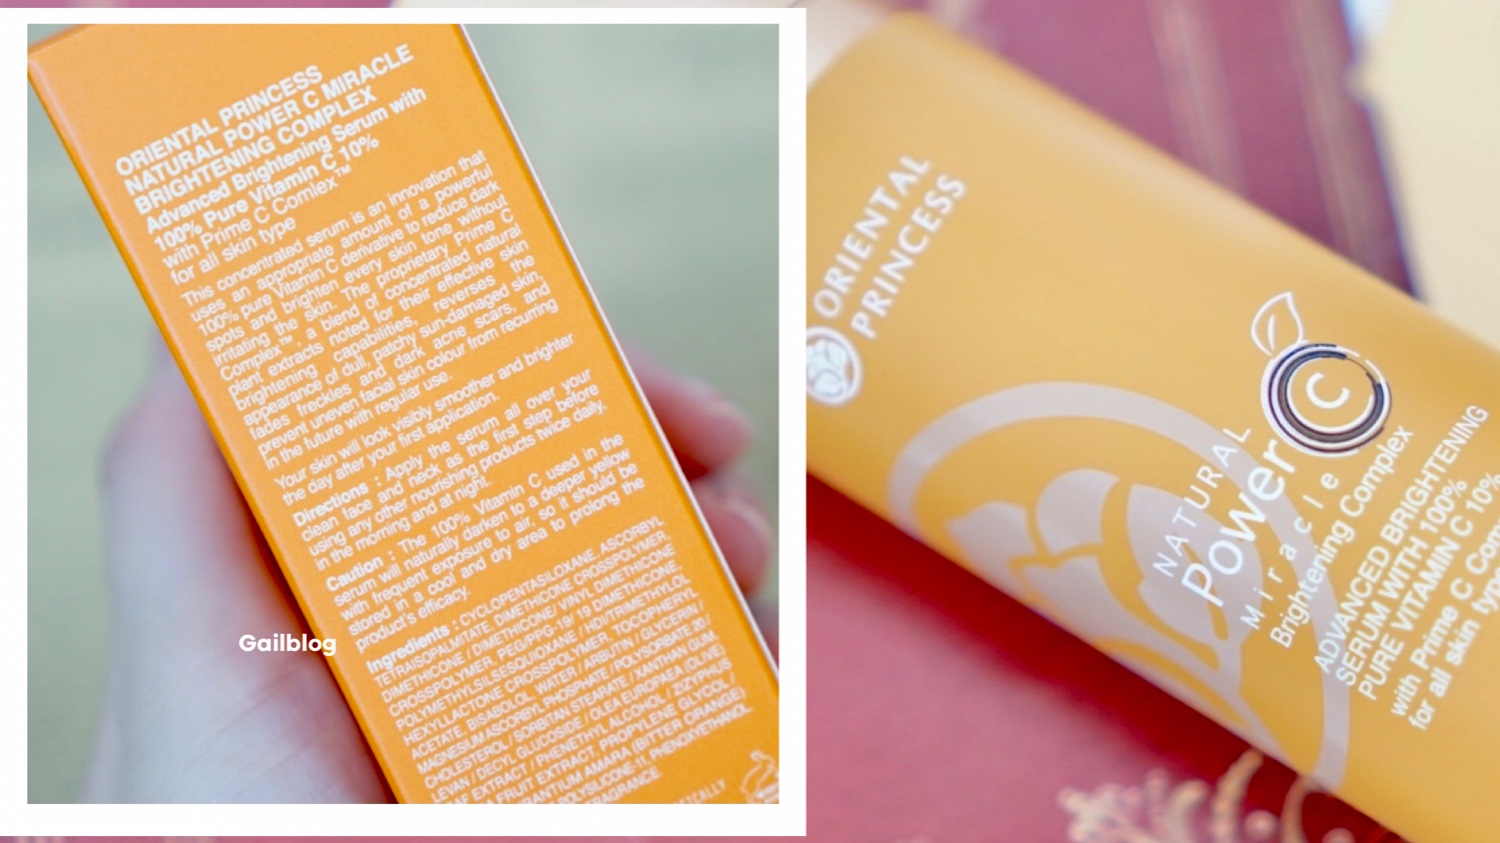 ORIENTAL PRINCESS
NATURAL POWER C MIRACLE
BRIGHTENING COMPLEX
Advanced Brightening Serum with
100% Pure Vitamin C 10%
with Prime C Comlex™
for all skin type
This concentrated serum is an innovation that
uses an appropriate amount of a powerful
100% pure Vitamin C derivative to reduce dark
spots and brighten every skin tone without
irritating the skin. The proprietary Prime C
Complex™, a blend of concentrated natural
plant extracts noted for their effective skin
brightening capabilities, reverses the
appearance of dull, patchy sun-damaged skin,
fades freckles and dark acne scars, and
prevent uneven facial skin colour from recurring
in the future with regular use.
Your skin will look visibly smoother and brighter
the day after your first application.
Directions : Apply the serum all over your
clean face and neck as the first step before
using any other nourishing products twice daily,
in the morning and at night.
Caution : The 100% Vitamin C used in the
serum will naturally darken to a deeper yellow
with frequent exposure to air, so it should be
stored in a cool and dry area to prolong the
product's efficacy.
Ingredients : CYCLOPENTASILOXANE, ASCORBYL
TETRAISOPALMITATE, DIMETHICONE CROSSPOLYMER,
DIMETHICONE / DIMETHICONE / VINYL DIMETHICONE
CROSSPOLYMER, PEG/PPG-19/19 DIMETHICONE,
POLYMETHYLSILSESQUIOXANE / HDI/TRIMETHYLOL
HEXYLLACTONE CROSSPOLYMER, TOCOPHERYL
ACETATE, BISABOLOL, WATER / ARBUTIN / GLYCERIN /
MAGNESIUM ASCORBYL PHOSPHATE / POLYSORBATE 20 /
CHOLESTEROL / SORBITAN STEARATE / XANTHAN GUM
LEVAN / DECYL GLUCOSIDE / OLEA EUROPAEA (OLIVE)
LEAF EXTRACT / PHENETHYL ALCOHOL / ZIZYPHUS
FRUIT EXTRACT, PROPYLENE GLYCOL /
AMARA (BITTER ORANGE)
POLYSILICONE-11, PHENOXYETHANOL
FRAGRANCE.
Gailblog
ORIENTAL
PRINCESS
C
NATURAL
Power
Miracle
Brightening Complex
ADVANCED BRIGHTENING
SERUM WITH 100%
PURE VITAMIN C 10%
with Prime C
for all skin